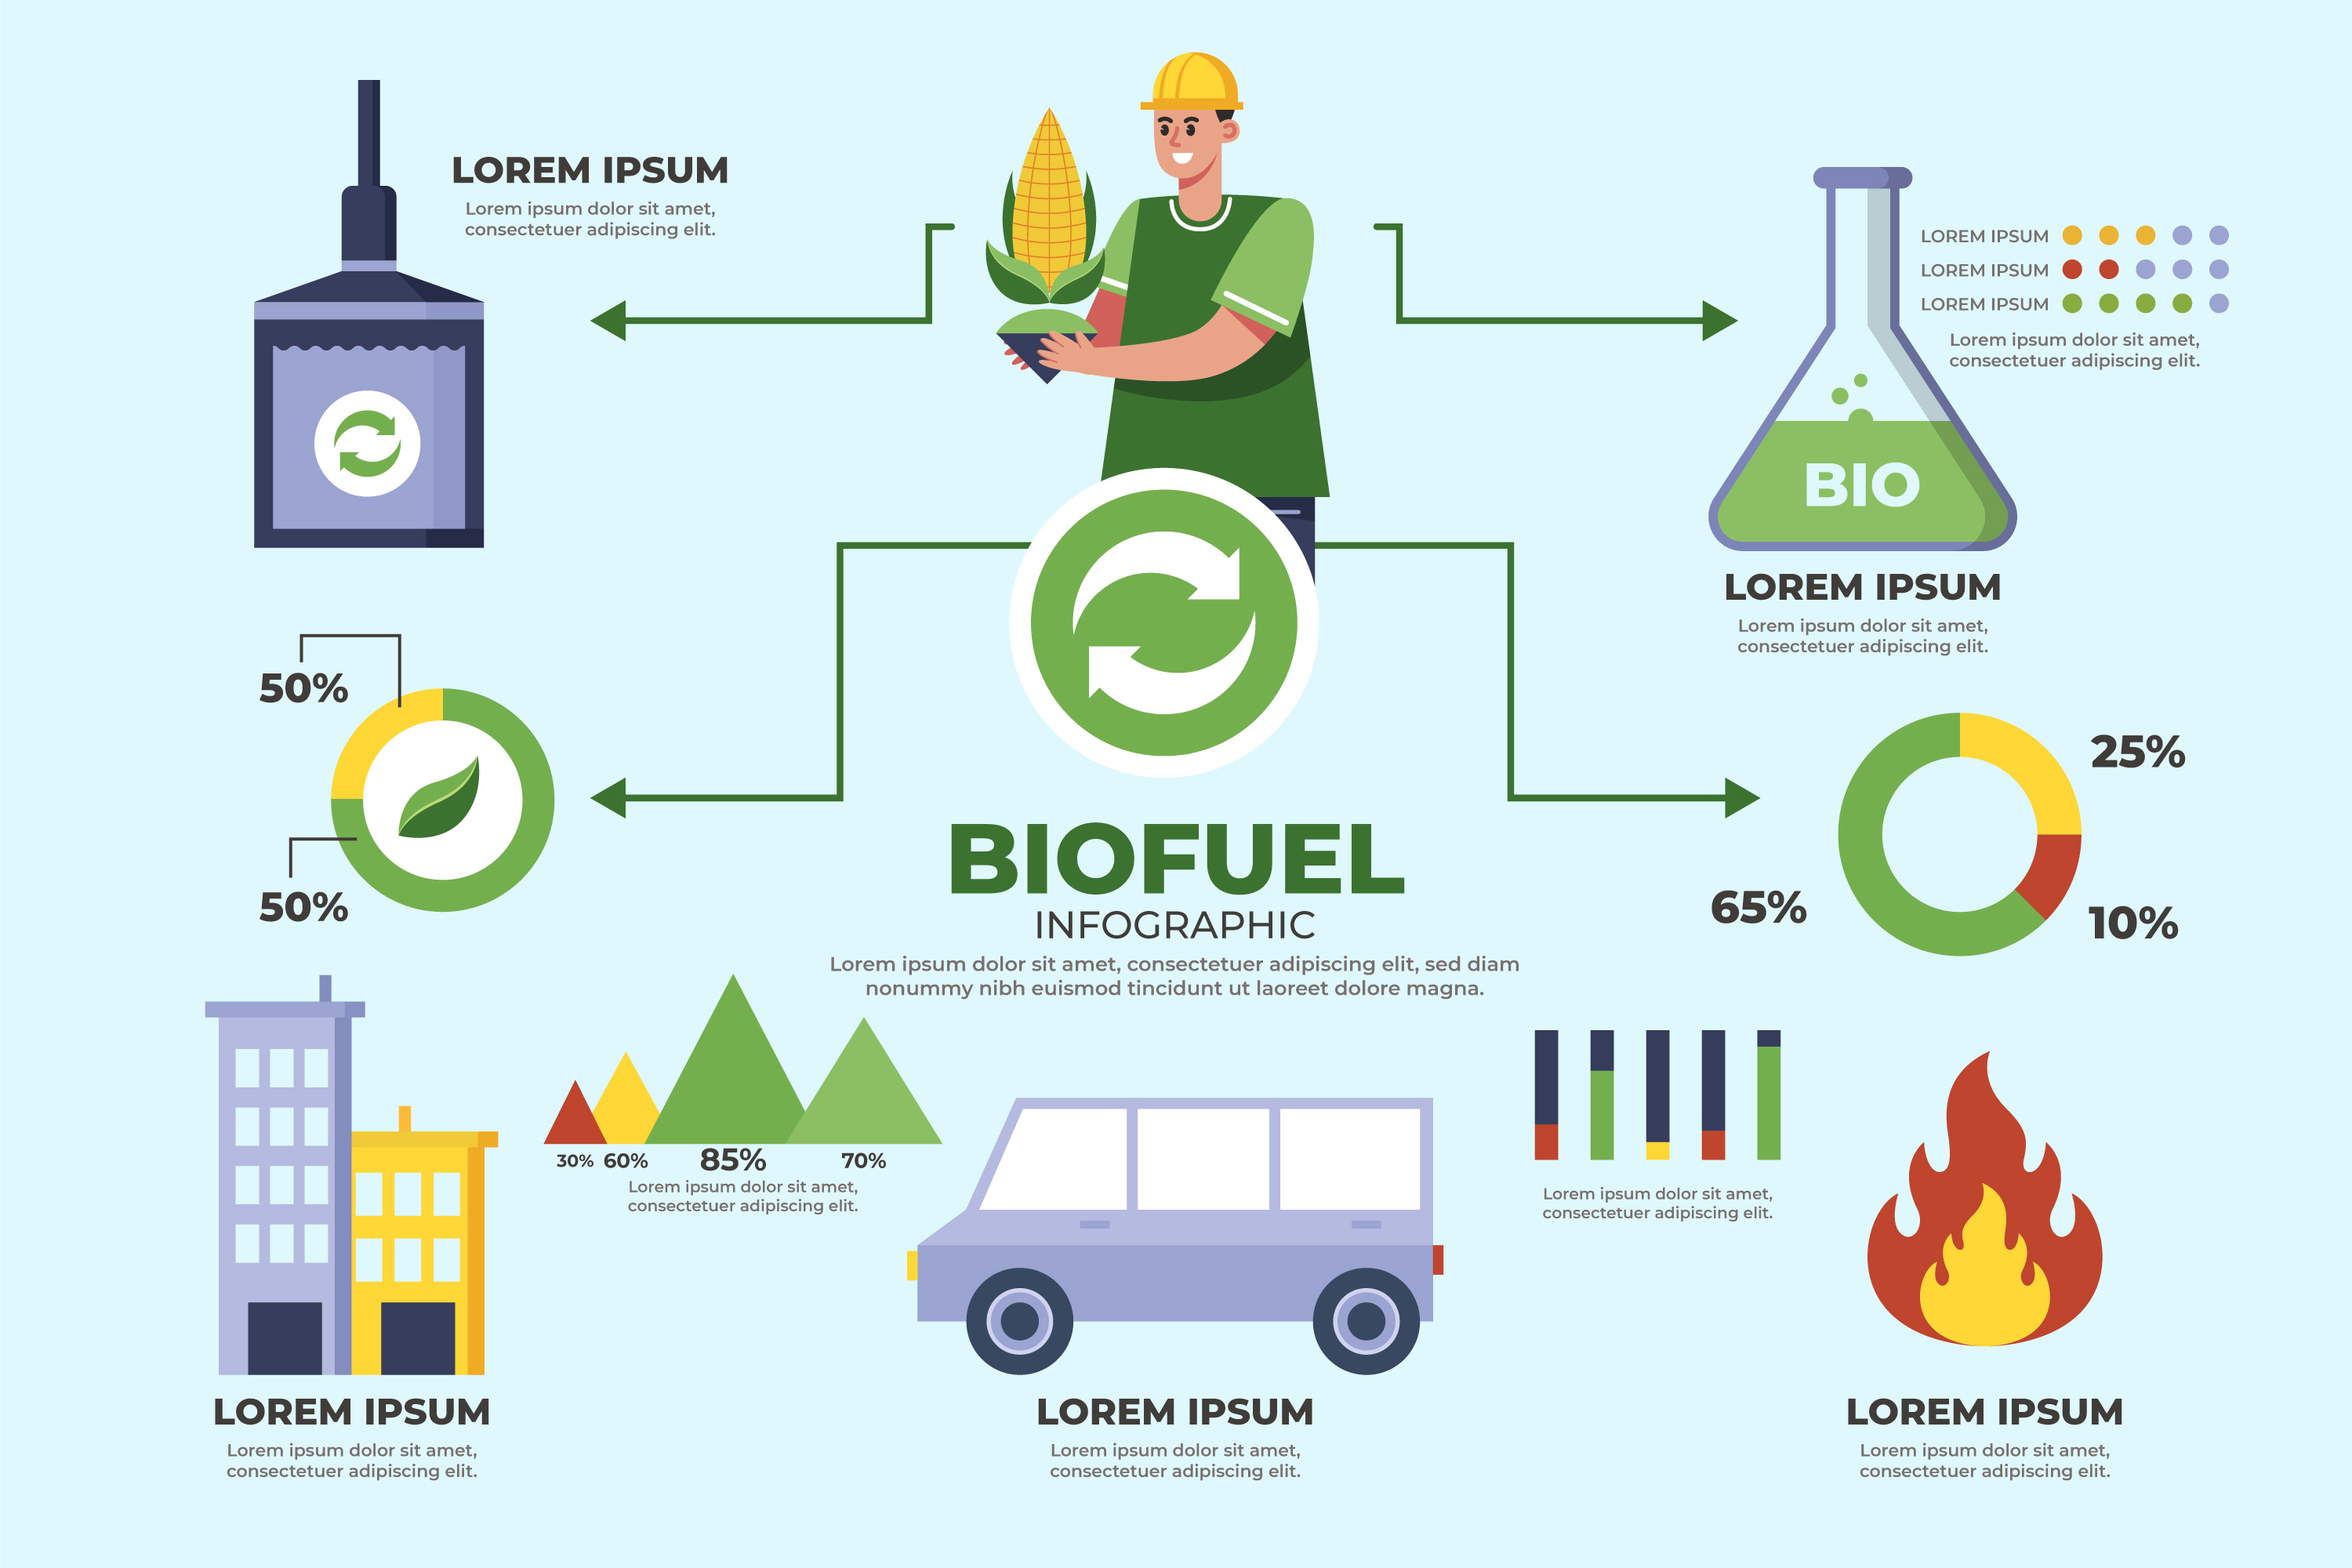 LOREM IPSUM
Lorem ipsum dolor sit amet,
consectetuer adipiscing elit.
LOREM IPSUM
LOREM IPSUM
LOREM IPSUM
Lorem ipsum dolor sit amet,
consectetuer adipiscing elit.
BIO
LOREM IPSUM
Lorem ipsum dolor sit amet,
consectetuer adipiscing elit.
50%
50%
25%
65%
10%
BIOFUEL
INFOGRAPHIC
Lorem ipsum dolor sit amet, consectetuer adipiscing elit, sed diam
nonummy nibh euismod tincidunt ut laoreet dolore magna.
30% 60% 85% 70%
Lorem ipsum dolor sit amet,
consectetuer adipiscing elit.
Lorem ipsum dolor sit amet,
consectetuer adipiscing elit.
LOREM IPSUM
Lorem ipsum dolor sit amet,
consectetuer adipiscing elit.
LOREM IPSUM
Lorem ipsum dolor sit amet,
consectetuer adipiscing elit.
LOREM IPSUM
Lorem ipsum dolor sit amet,
consectetuer adipiscing elit.